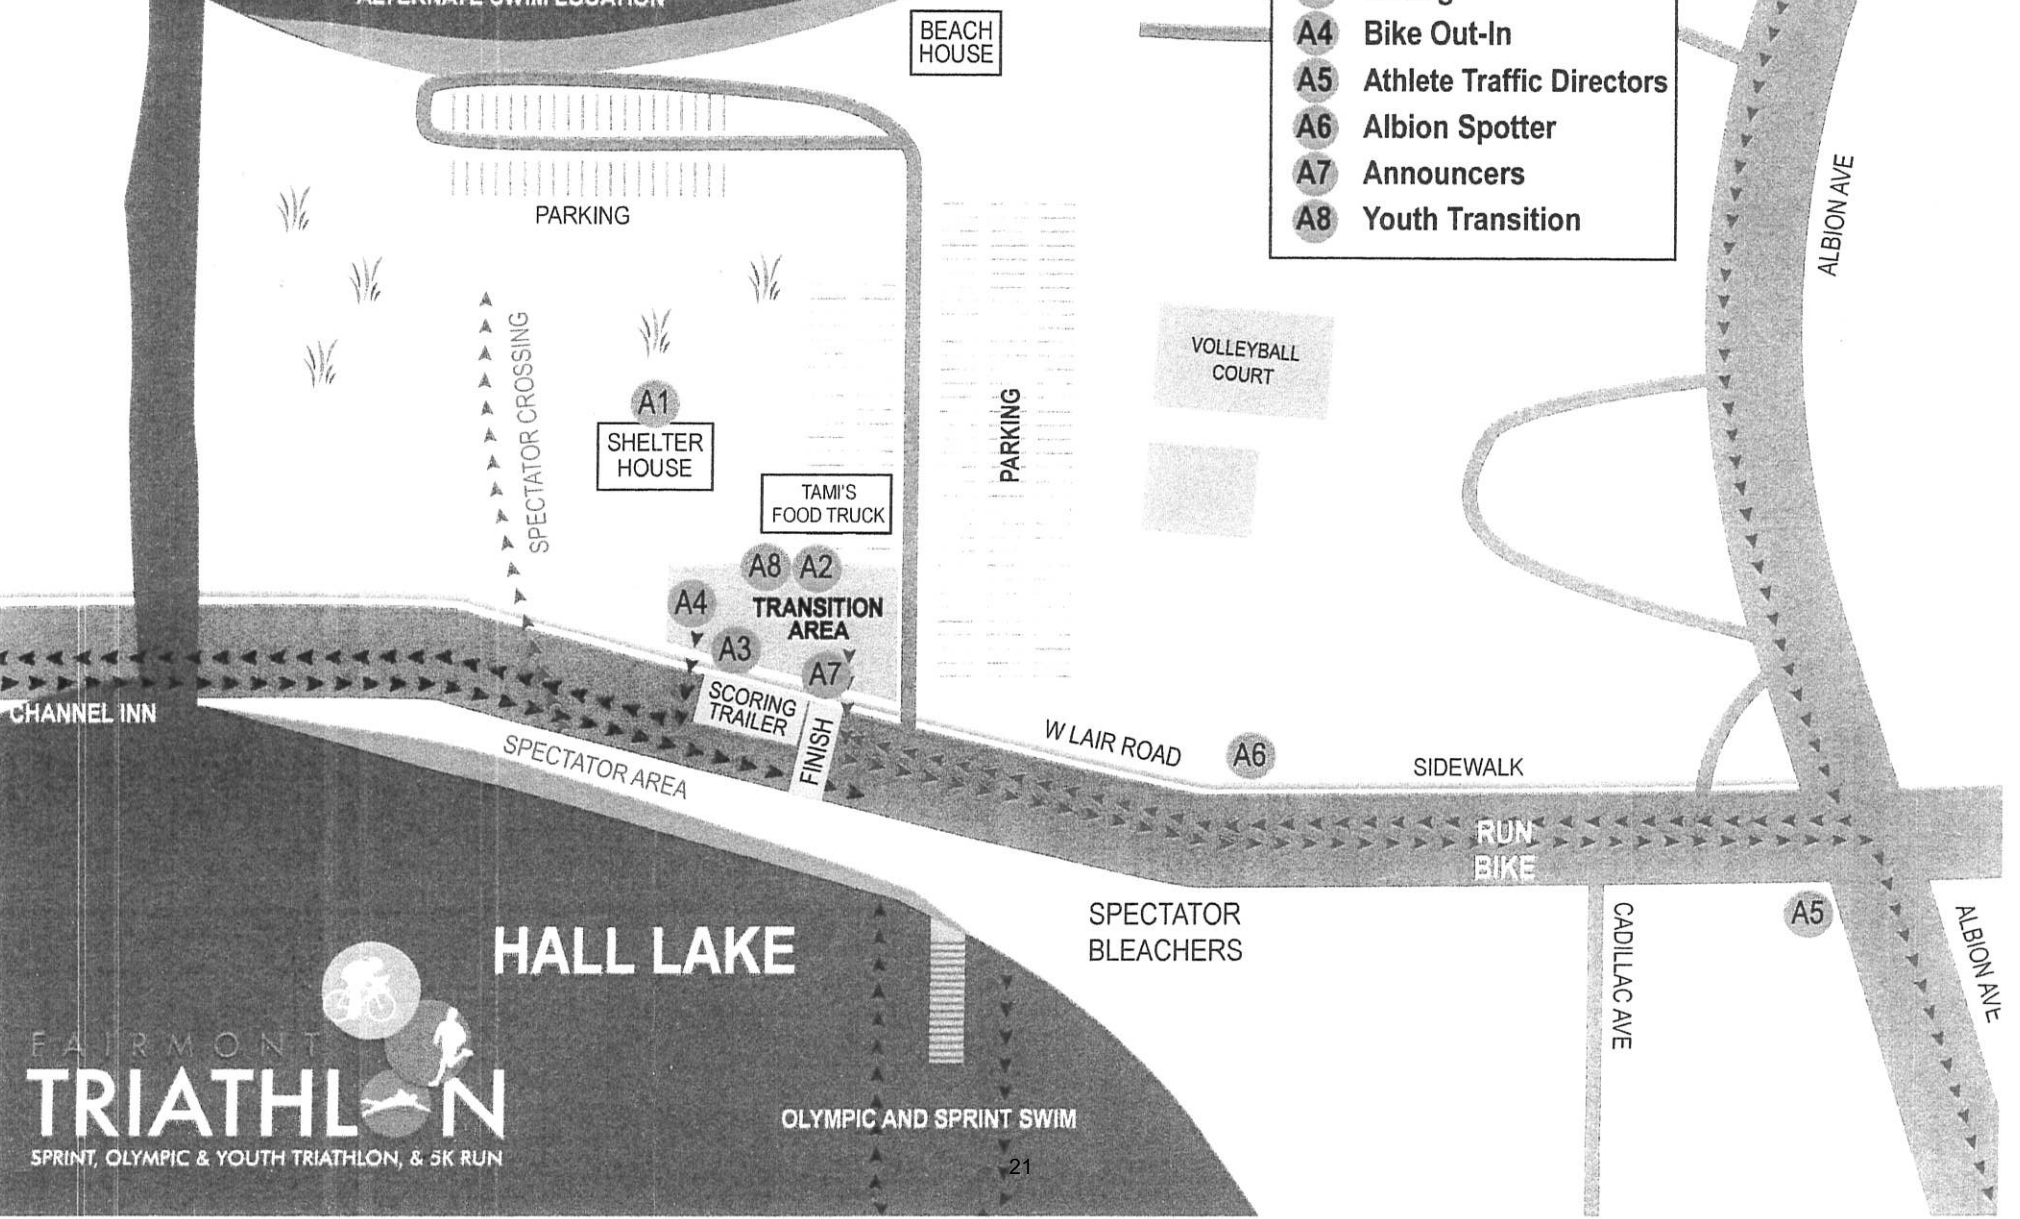 ALTERNATE SWIM LOCATION
BEACH
HOUSE
A4 Bike Out-In
A5 Athlete Traffic Directors
A6 Albion Spotter
A7 Announcers
A8 Youth Transition
ALBION AVE
PARKING
SPECTATOR CROSSING
A1
SHELTER
HOUSE
TAMI'S
FOOD TRUCK
PARKING
VOLLEYBALL
COURT
A8 A2
A4
TRANSITION
AREA
A3
A7
SCORING
TRAILER
FINISH
CHANNEL INN
SPECTATOR AREA
W LAIR ROAD
A6
SIDEWALK
RUN
BIKE
SPECTATOR
BLEACHERS
CADILLAC AVE
A5
ALBION AVE
HALL LAKE
OLYMPIC AND SPRINT SWIM
FAIRMONT
TRIATHLON
SPRINT, OLYMPIC & YOUTH TRIATHLON, & 5K RUN
21